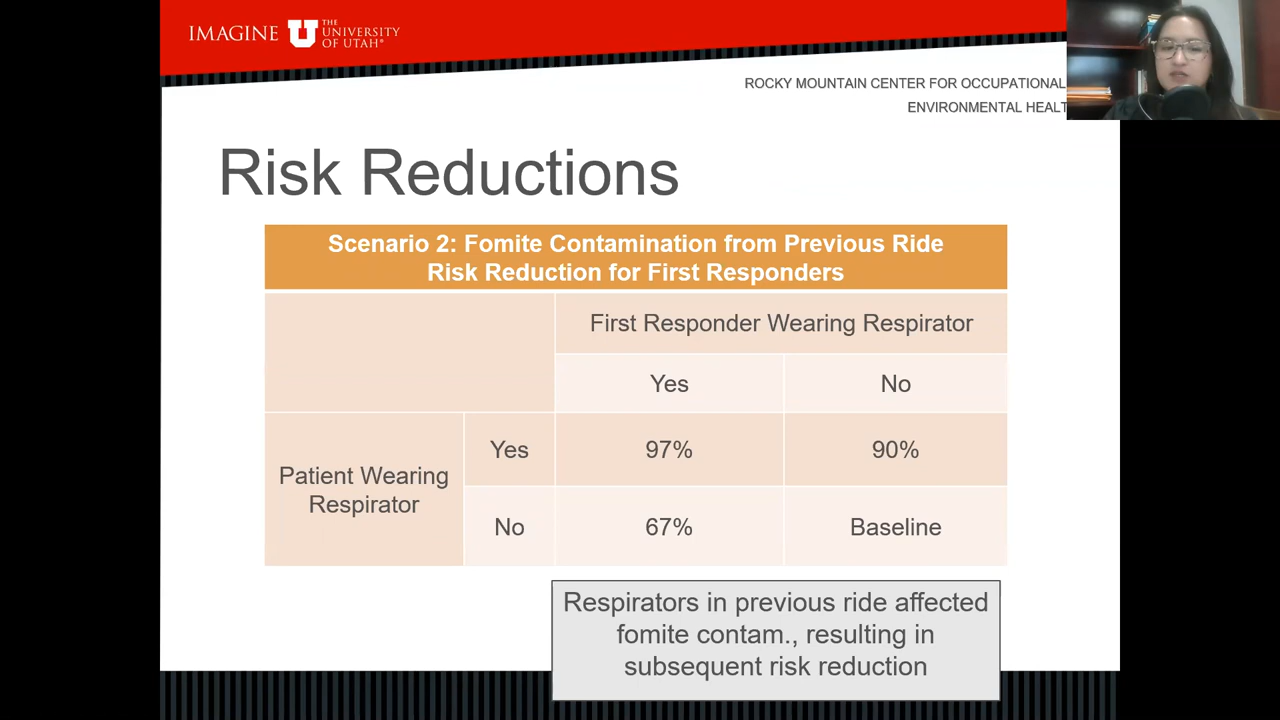 IMAGINE U THE UNIVERSITY OF UTAH®
ROCKY MOUNTAIN CENTER FOR OCCUPATIONAL
ENVIRONMENTAL
Risk Reductions
Scenario 2: Fomite Contamination from Previous Ride
Risk Reduction for First Responders
First Responder Wearing Respirator
Yes No
Patient Wearing Respirator
Yes 97% 90%
No 67% Baseline
Respirators in previous ride affected
fomite contam., resulting in
subsequent risk reduction